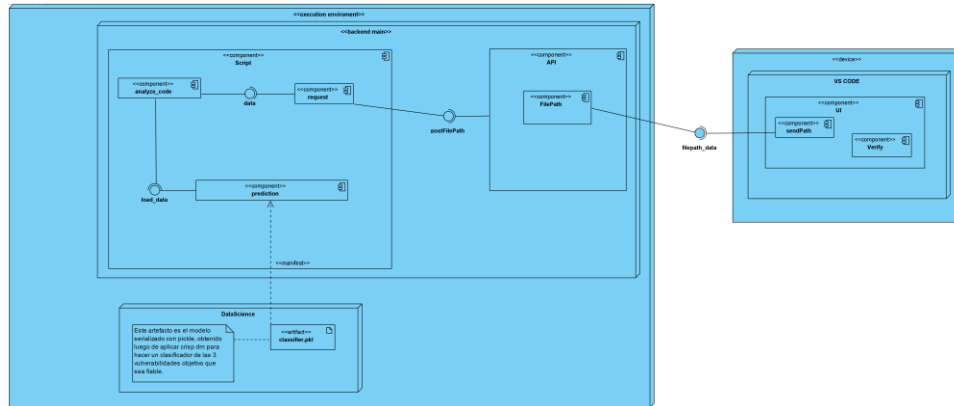 <<execution enviroment>>
<<backend main>>
<<component>>
Script
<<component>>
analyze_code
data
<<component>>
request
load_data
<<component>>
prediction
<<manifest>>
postFilePath
<<component>>
API
<<component>>
FilePath
filepath_data
<<device>>
VS CODE
<<component>>
UI
<<component>>
sendPath
<<component>>
Verify
DataScience
Este artefacto es el modelo
serializado con pickle, obtenido
luego de aplicar crisp dm para
hacer un clasificador de las 3
vulnerabilidades objetivo que
sea fiable.
<<artifact>>
classifier.pkl